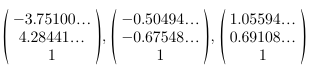 ( −3.75100… ), ( −0.50494… ), ( 1.05594… )
( 4.28441… ), ( −0.67548… ), ( 0.69108… )
( 1 ), ( 1 ), ( 1 )